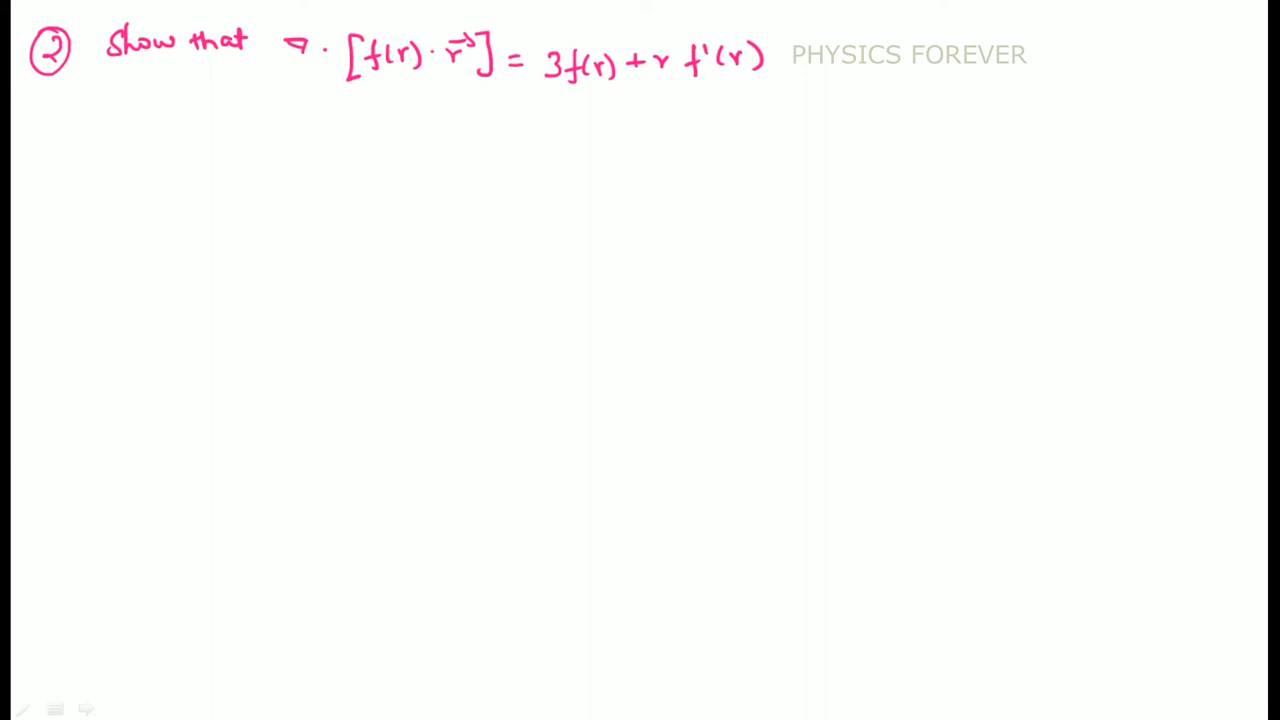 ② Show that ∇ · [f(r) · r⃗] = 3f(r) + r f'(r) PHYSICS FOREVER